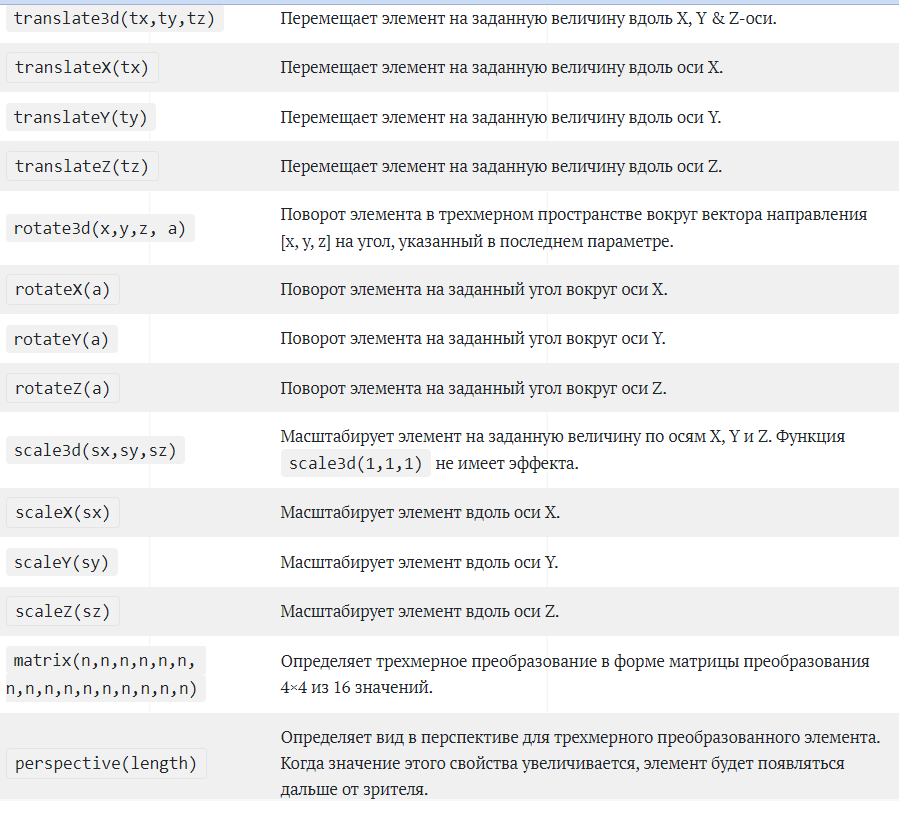 translate3d(tx,ty,tz) Перемещает элемент на заданную величину вдоль X, Y & Z-оси.
translateX(tx) Перемещает элемент на заданную величину вдоль оси X.
translateY(ty) Перемещает элемент на заданную величину вдоль оси Y.
translateZ(tz) Перемещает элемент на заданную величину вдоль оси Z.
rotate3d(x,y,z, a) Поворот элемента в трехмерном пространстве вокруг вектора направления
[x, y, z] на угол, указанный в последнем параметре.
rotateX(a) Поворот элемента на заданный угол вокруг оси X.
rotateY(a) Поворот элемента на заданный угол вокруг оси Y.
rotateZ(a) Поворот элемента на заданный угол вокруг оси Z.
scale3d(sx,sy,sz) Масштабирует элемент на заданную величину по осям X, Y и Z. Функция
scale3d(1,1,1) не имеет эффекта.
scaleX(sx) Масштабирует элемент вдоль оси X.
scaleY(sy) Масштабирует элемент вдоль оси Y.
scaleZ(sz) Масштабирует элемент вдоль оси Z.
matrix(n,n,n,n,n,n, Определяет трехмерное преобразование в форме матрицы преобразования
n,n,n,n,n,n,n,n,n,n) 4×4 из 16 значений.
perspective(length) Определяет вид в перспективе для трехмерного преобразованного элемента.
Когда значение этого свойства увеличивается, элемент будет появляться
дальше от зрителя.